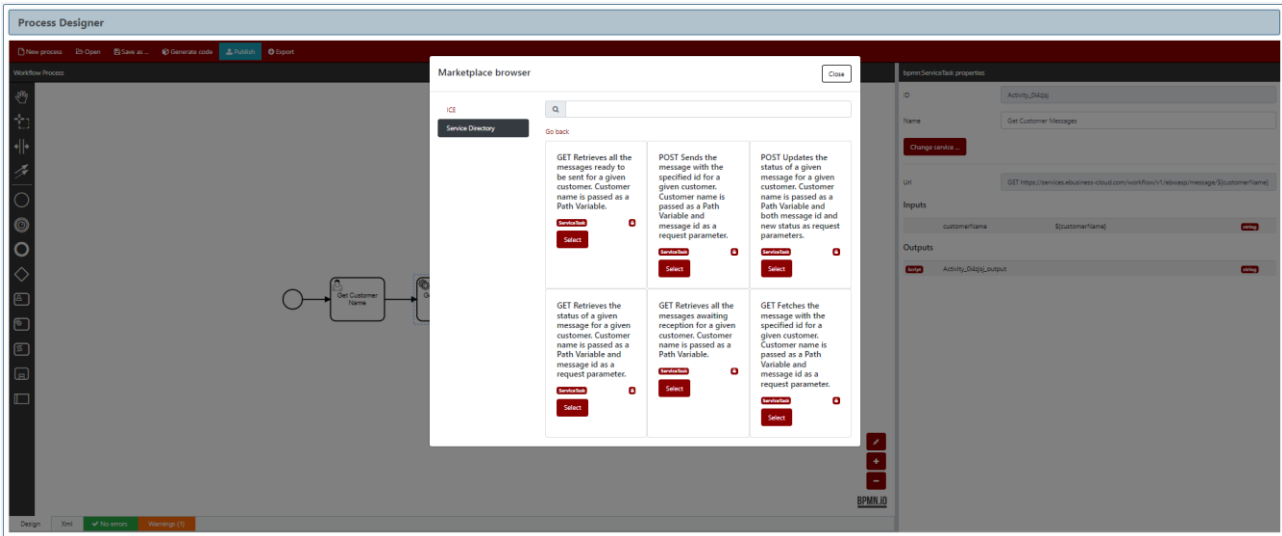 Process Designer
New process Open Save as ... Generate code Publish Export
Workflow Process
Marketplace browser
Close
ICE
Service Directory
Go back
GET Retrieves all the
messages ready to
be sent for a given
customer. Customer
name is passed as a
Path Variable.
ServiceTask
Select
POST Sends the
message with the
specified id for a
given customer.
Customer name is
passed as a Path
Variable and
message id as a
request parameter.
ServiceTask
Select
POST Updates the
status of a given
message for a given
customer. Customer
name is passed as a
Path Variable and
both message id and
new status as request
parameters.
ServiceTask
Select
GET Retrieves the
status of a given
message for a given
customer. Customer
name is passed as a
Path Variable and
message id as a
request parameter.
ServiceTask
Select
GET Retrieves all the
messages awaiting
reception for a given
customer. Customer
name is passed as a
Path Variable.
ServiceTask
Select
GET Fetches the
message with the
specified id for a
given customer.
Customer name is
passed as a Path
Variable and
message id as a
request parameter.
ServiceTask
Select
Get Customer
Name
bpmn:ServiceTask properties
ID
Name Get Customer Messages
Change service ...
Url GET https://services.ebusiness-cloud.com/workflow/v1/ebwasp/message/${customerName}
Inputs
customerName ${customerName} string
Outputs
Script string
BPMN.iO
Design Xml No errors Warnings (1)